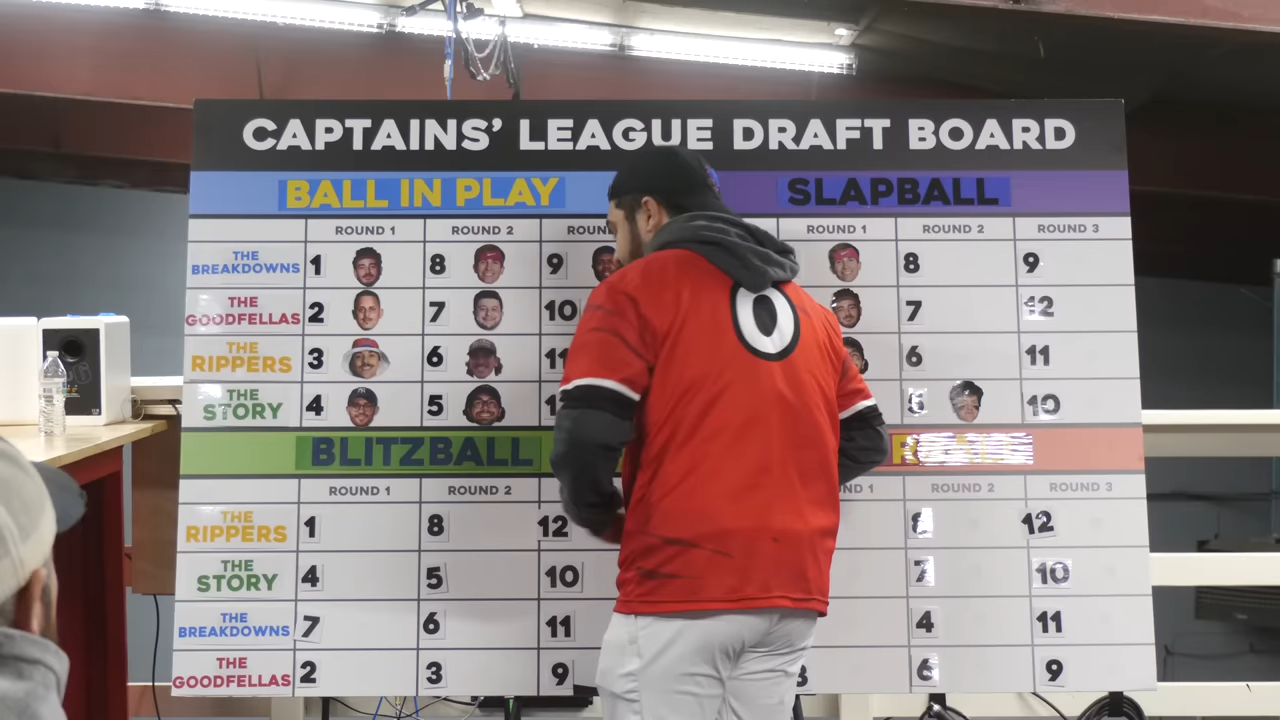 CAPTAINS' LEAGUE DRAFT BOARD
BALL IN PLAY
SLAPBALL
ROUND 1 ROUND 2 ROUND 1 ROUND 2 ROUND 3
THE BREAKDOWNS 1 8 9 8 9
THE GOODFELLAS 2 7 10 7 12
THE RIPPERS 3 6 11 6 11
THE STORY 4 5 5 10
0
BLITZBALL
ROUND 1 ROUND 2 ROUND 2 ROUND 3
THE RIPPERS 1 8 12 8 12
THE STORY 4 5 10 7 10
THE BREAKDOWNS 7 6 11 4 11
THE GOODFELLAS 2 3 9 6 9